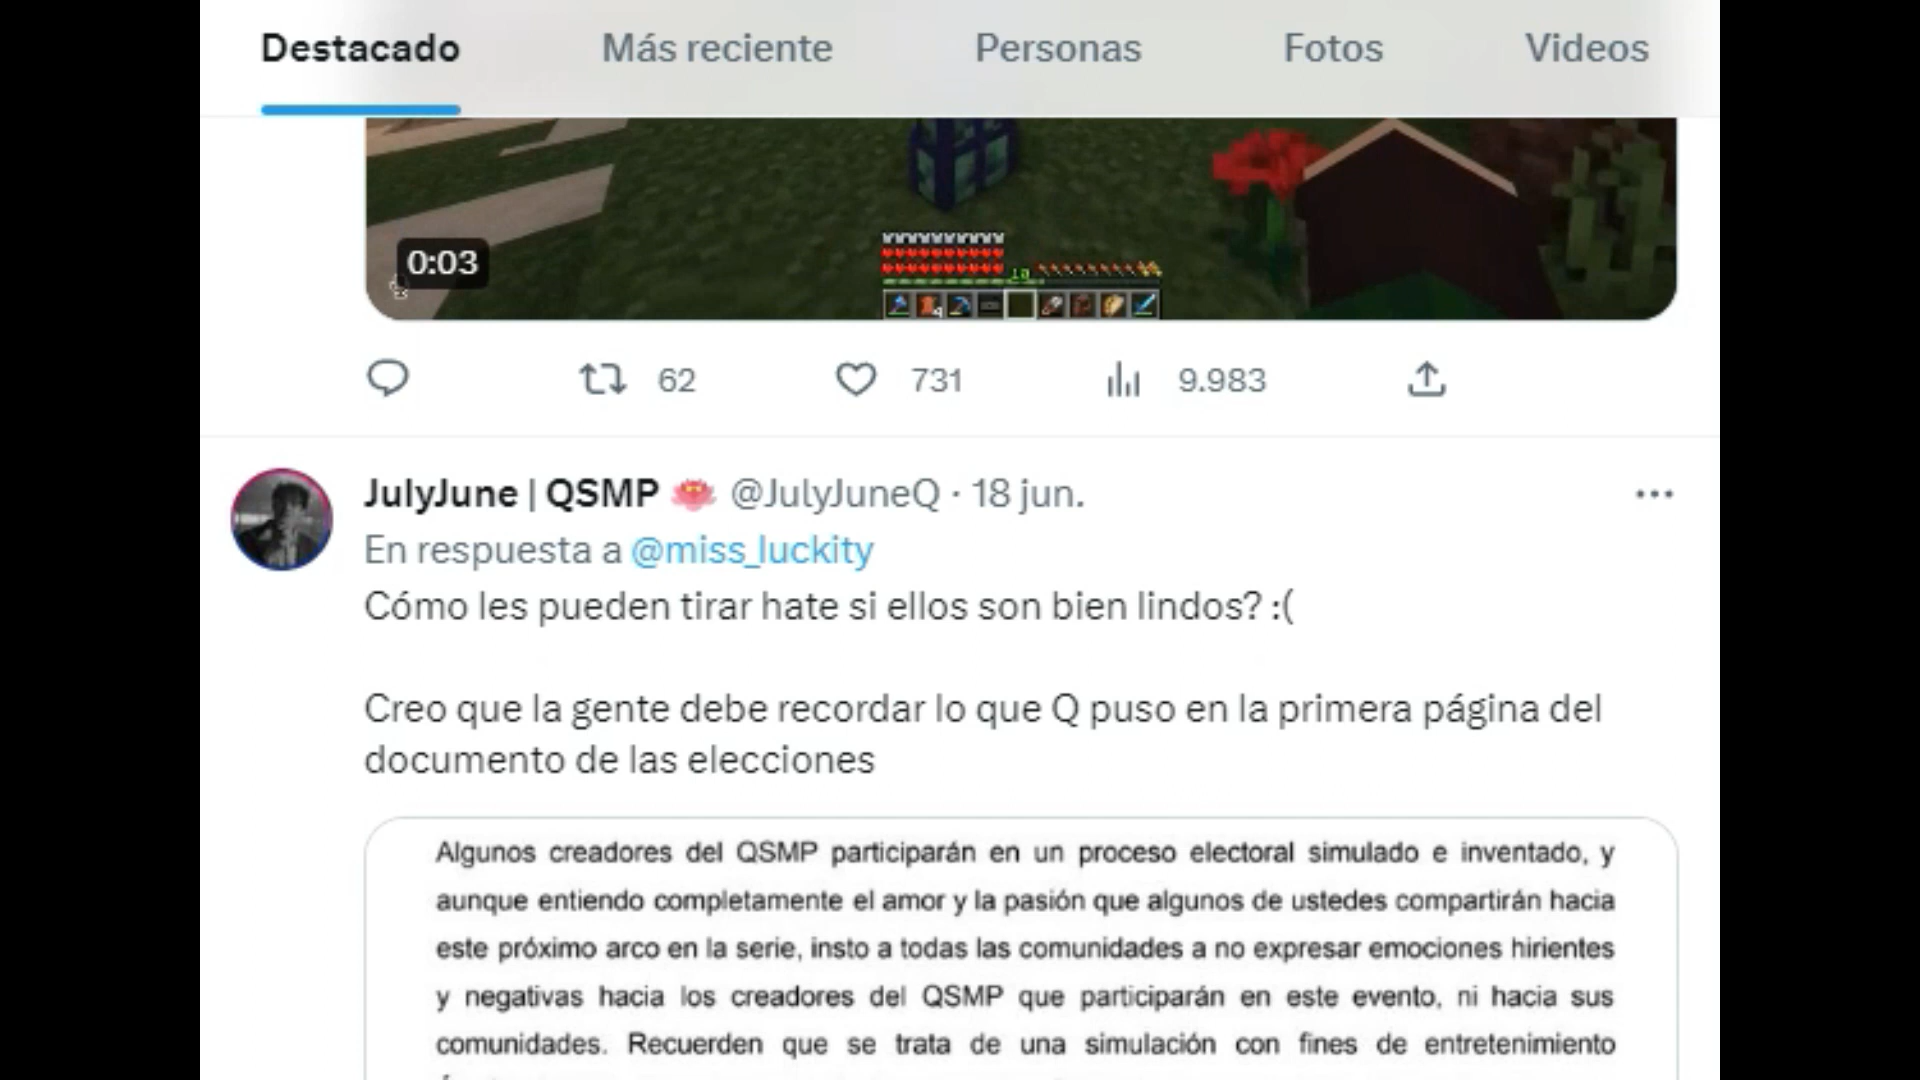 Destacado Más reciente Personas Fotos Videos
0:03
10
62 731 9.983
JulyJune | QSMP @JulyJuneQ · 18 jun.
En respuesta a @miss_luckity
Cómo les pueden tirar hate si ellos son bien lindos? :(
Creo que la gente debe recordar lo que Q puso en la primera página del
documento de las elecciones
Algunos creadores del QSMP participarán en un proceso electoral simulado e inventado, y
aunque entiendo completamente el amor y la pasión que algunos de ustedes compartirán hacia
este próximo arco en la serie, insto a todas las comunidades a no expresar emociones hirientes
y negativas hacia los creadores del QSMP que participarán en este evento, ni hacia sus
comunidades. Recuerden que se trata de una simulación con fines de entretenimiento